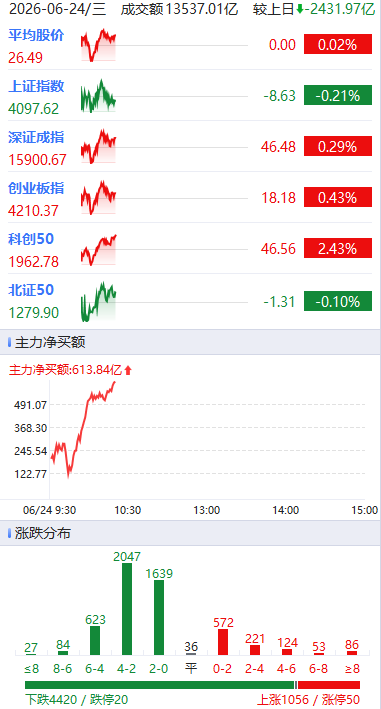 2026-06-24/三 成交额13537.01亿 较上日-2431.97亿
平均股价
26.49 0.00 0.02%
上证指数
4097.62 -8.63 -0.21%
深证成指
15900.67 46.48 0.29%
创业板指
4210.37 18.18 0.43%
科创50
1962.78 46.56 2.43%
北证50
1279.90 -1.31 -0.10%
主力净买额
主力净买额:613.84亿
491.07
368.30
245.54
122.77
06/24 9:30 10:30 13:00 14:00 15:00
涨跌分布
27 84 623 2047 1639 36 572 221 124 53 86
≤8 8-6 6-4 4-2 2-0 平 0-2 2-4 4-6 6-8 ≥8
下跌4420 / 跌停20 上涨1056 / 涨停50